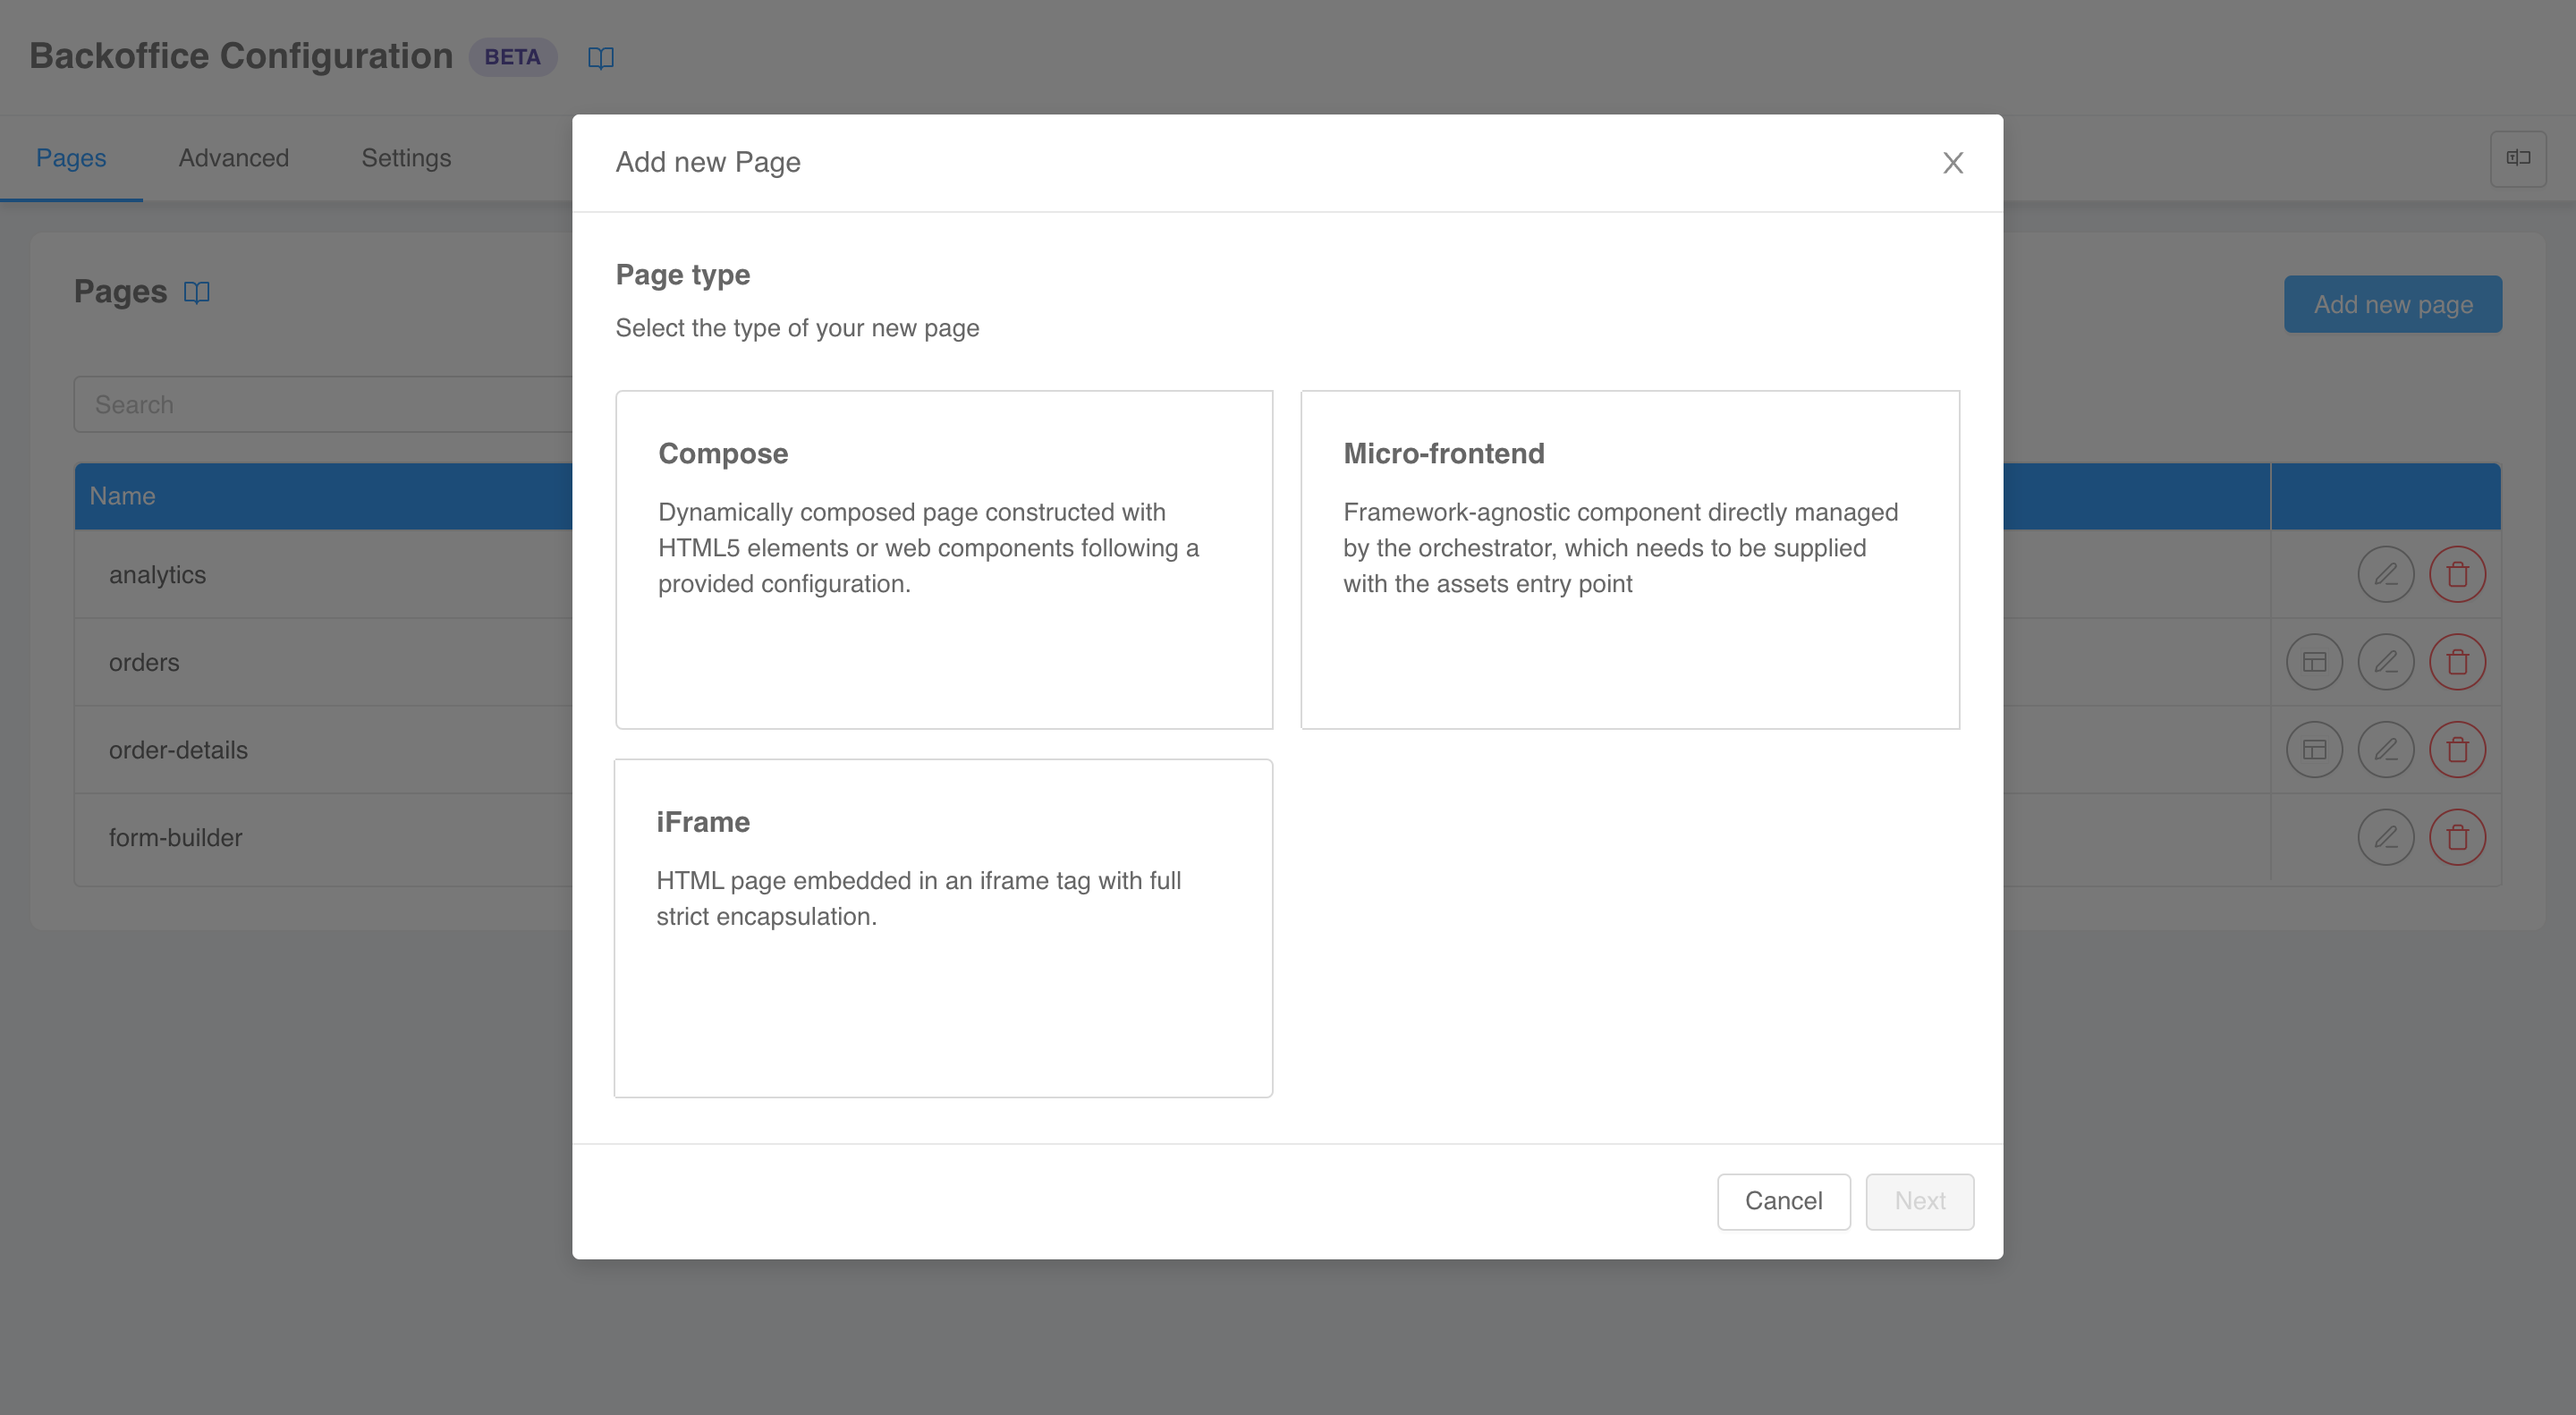 Backoffice Configuration BETA
Pages Advanced Settings
Pages
Add new page
Search
Name
analytics
orders
order-details
form-builder
Add new Page
Page type
Select the type of your new page
Compose
Dynamically composed page constructed with
HTML5 elements or web components following a
provided configuration.
Micro-frontend
Framework-agnostic component directly managed
by the orchestrator, which needs to be supplied
with the assets entry point
iFrame
HTML page embedded in an iframe tag with full
strict encapsulation.
Cancel Next